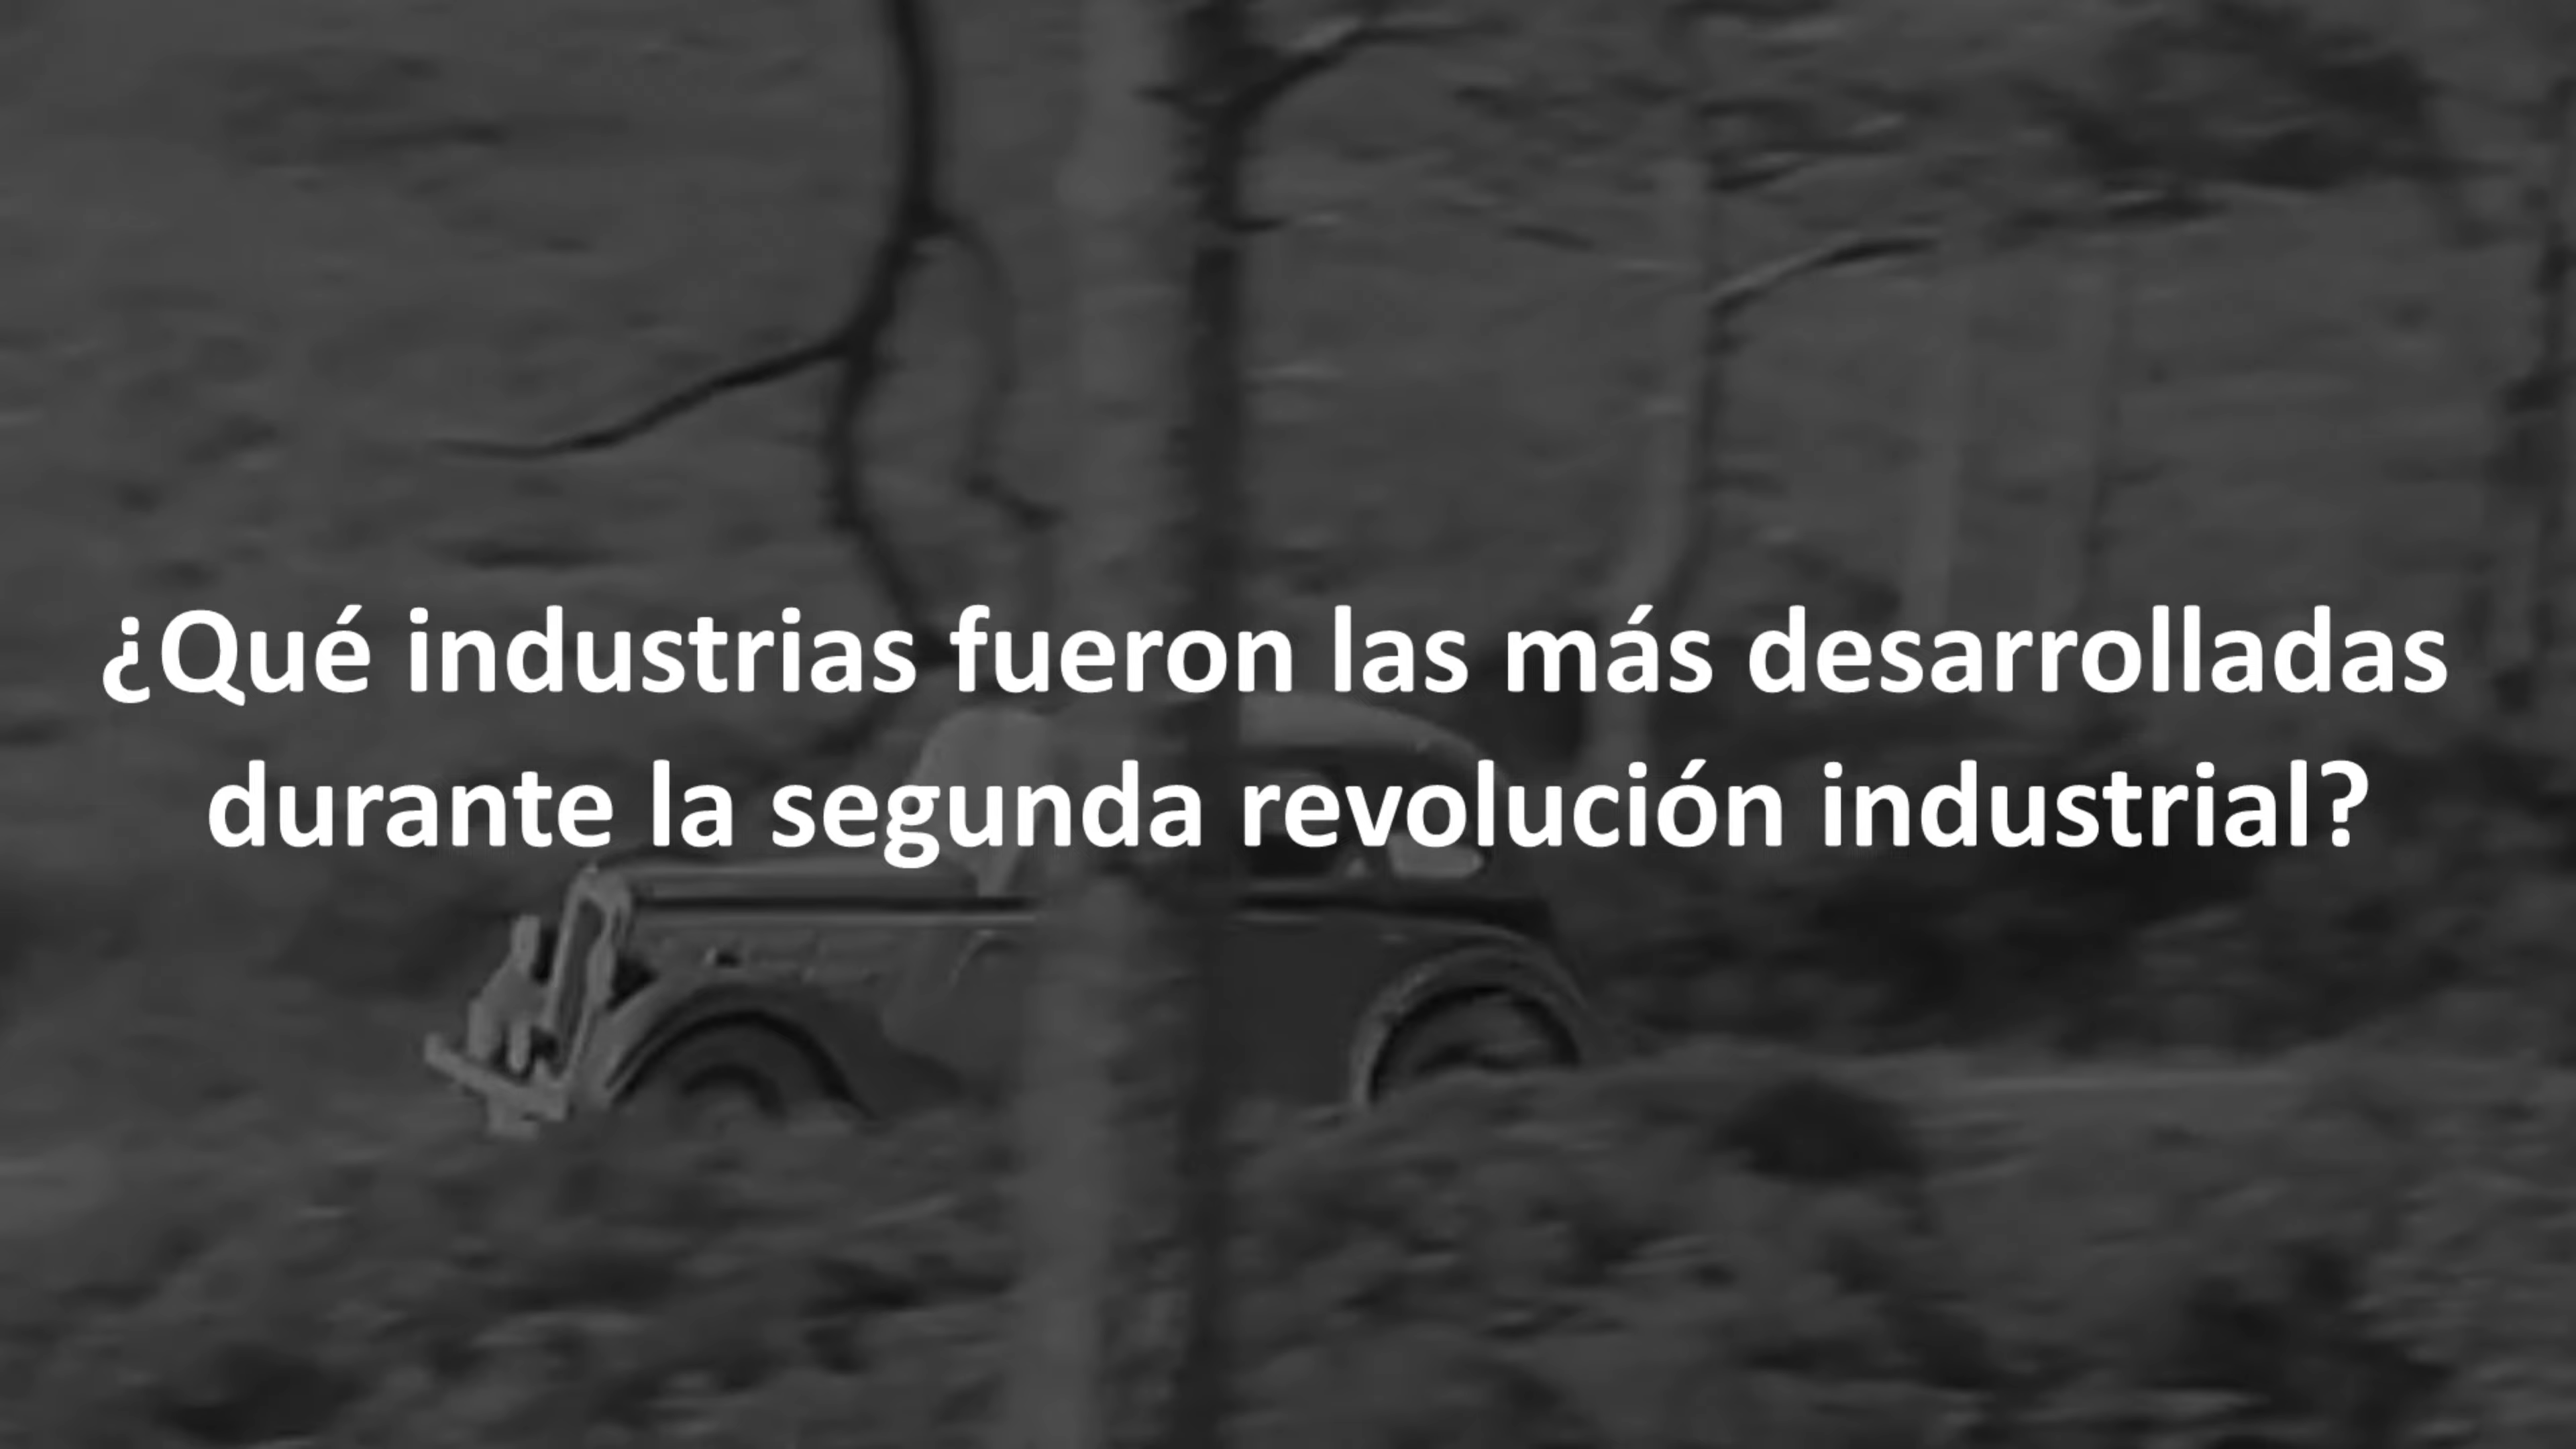 ¿Qué industrias fueron las más desarrolladas
durante la segunda revolución industrial?